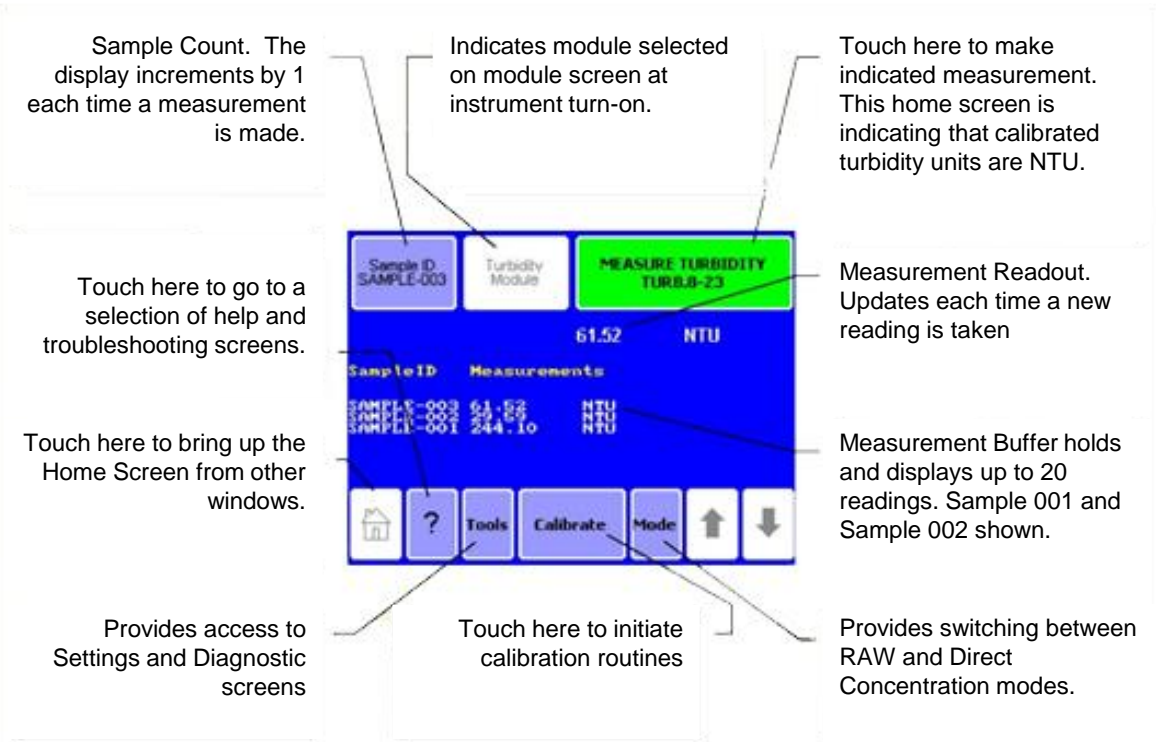 Sample Count.  The
display increments by 1
each time a measurement
is made.
Indicates module selected
on module screen at
instrument turn-on.
Touch here to make
indicated measurement.
This home screen is
indicating that calibrated
turbidity units are NTU.
Touch here to go to a
selection of help and
troubleshooting screens.
Touch here to bring up the
Home Screen from other
windows.
Sample ID
SAMPLE-003
Turbidity
Module
MEASURE TURBIDITY
TURB.8-23
61.52 NTU
SampleID Measurements
SAMPLE-003 61.52 NTU
SAMPLE-002 NTU
SAMPLE-001 244.10 NTU
?
Tools
Calibrate
Mode
Measurement Readout.
Updates each time a new
reading is taken
Measurement Buffer holds
and displays up to 20
readings. Sample 001 and
Sample 002 shown.
Provides access to
Settings and Diagnostic
screens
Touch here to initiate
calibration routines
Provides switching between
RAW and Direct
Concentration modes.